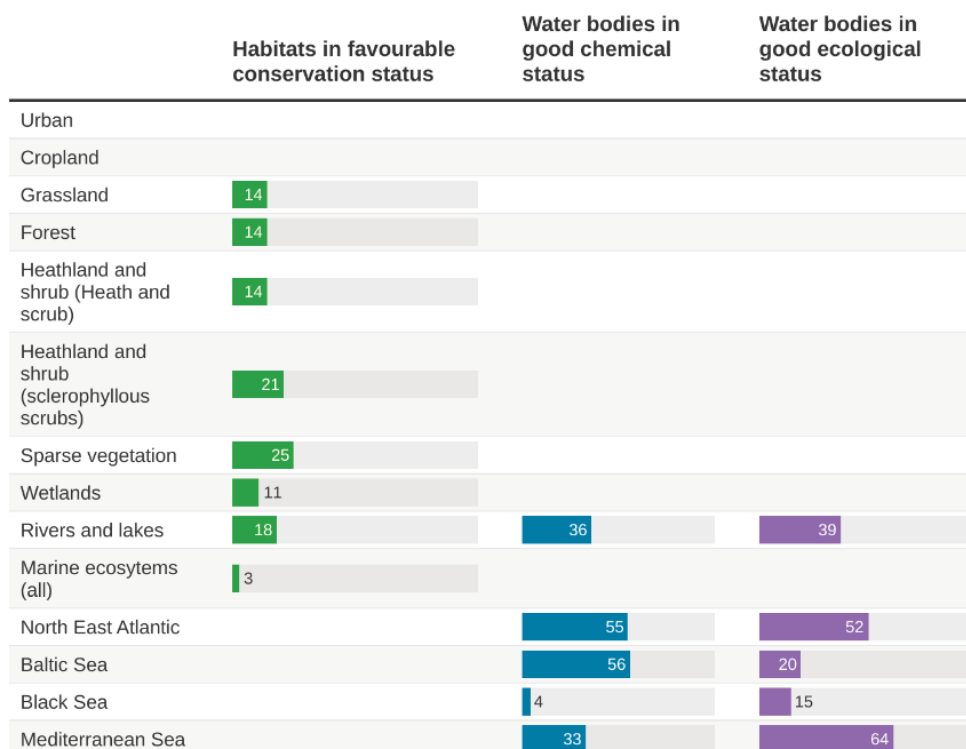 Habitats in favourable
conservation status
Water bodies in
good chemical
status
Water bodies in
good ecological
status
Urban
Cropland
Grassland
14
Forest
14
Heathland and
shrub (Heath and
scrub)
14
Heathland and
shrub
(sclerophyllous
scrubs)
21
Sparse vegetation
25
Wetlands
11
Rivers and lakes
18
36
39
Marine ecosytems
(all)
3
North East Atlantic
55
52
Baltic Sea
56
20
Black Sea
4
15
Mediterranean Sea
33
64